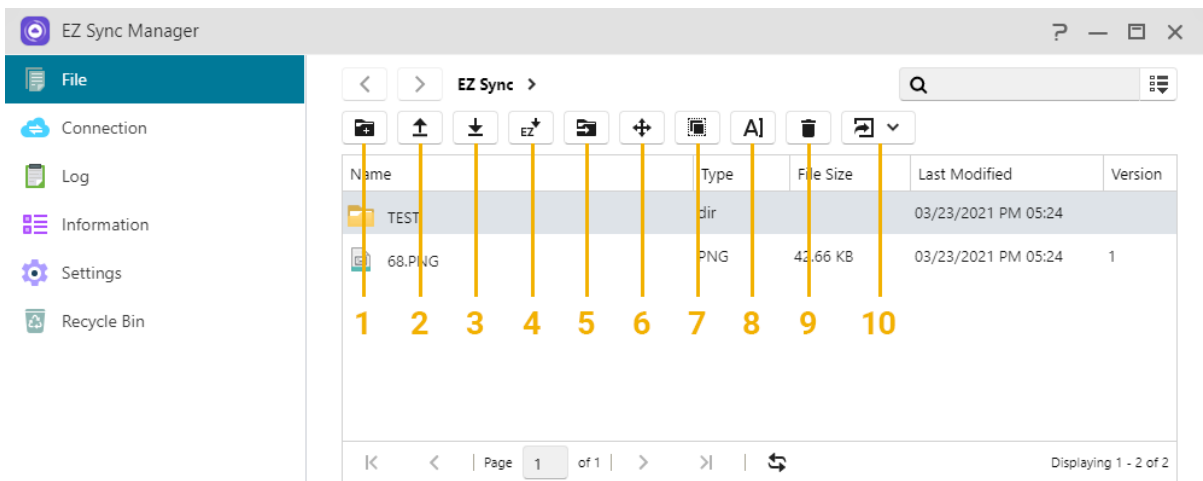 EZ Sync Manager
File
Connection
Log
Information
Settings
Recycle Bin
EZ Sync >
EZ
A]
Name Type File Size Last Modified Version
TEST dir 03/23/2021 PM 05:24
68.PNG PNG 42.66 KB 03/23/2021 PM 05:24 1
1 2 3 4 5 6 7 8 9 10
Page 1 of 1
Displaying 1 - 2 of 2